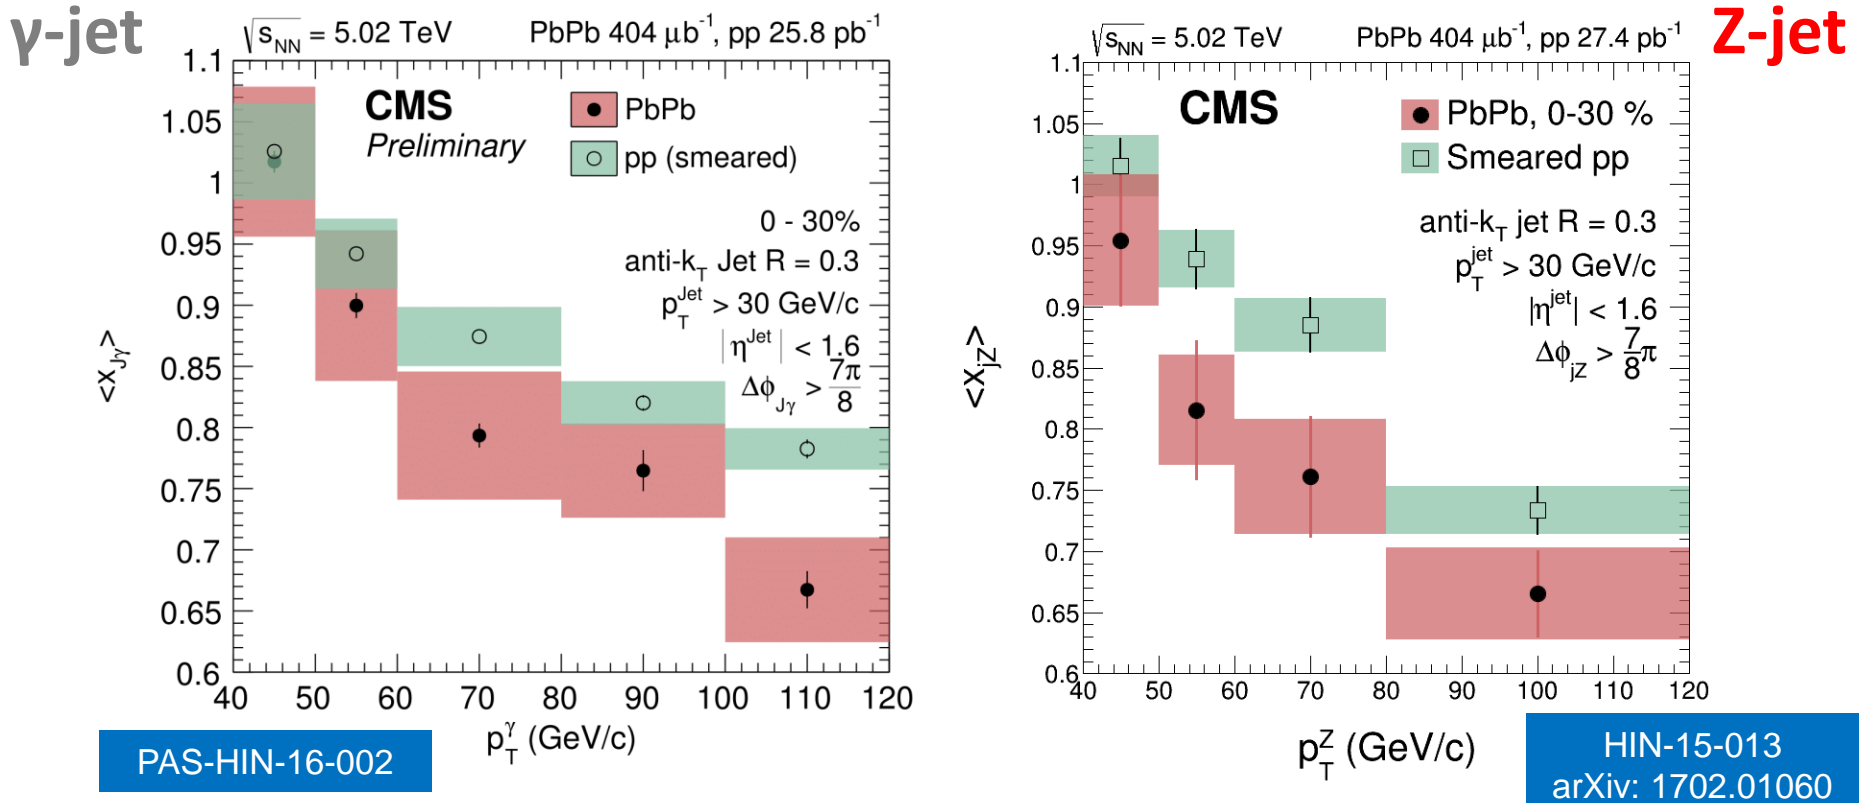 γ-jet
√sNN = 5.02 TeV PbPb 404 μb-1, pp 25.8 pb-1
CMS
Preliminary
PbPb
pp (smeared)
0 - 30%
anti-kT Jet R = 0.3
pTJet > 30 GeV/c
|ηJet| < 1.6
ΔϕJγ > 7π/8
<xJγ>
1.1
1.05
1
0.95
0.9
0.85
0.8
0.75
0.7
0.65
0.6
40 50 60 70 80 90 100 110 120
pTγ (GeV/c)
PAS-HIN-16-002
Z-jet
√sNN = 5.02 TeV PbPb 404 μb-1, pp 27.4 pb-1
CMS
PbPb, 0-30 %
Smeared pp
anti-kT jet R = 0.3
pTjet > 30 GeV/c
|ηjet| < 1.6
ΔϕjZ > 7/8π
<xjZ>
1.1
1.05
1
0.95
0.9
0.85
0.8
0.75
0.7
0.65
0.6
40 50 60 70 80 90 100 110 120
pTZ (GeV/c)
HIN-15-013
arXiv: 1702.01060